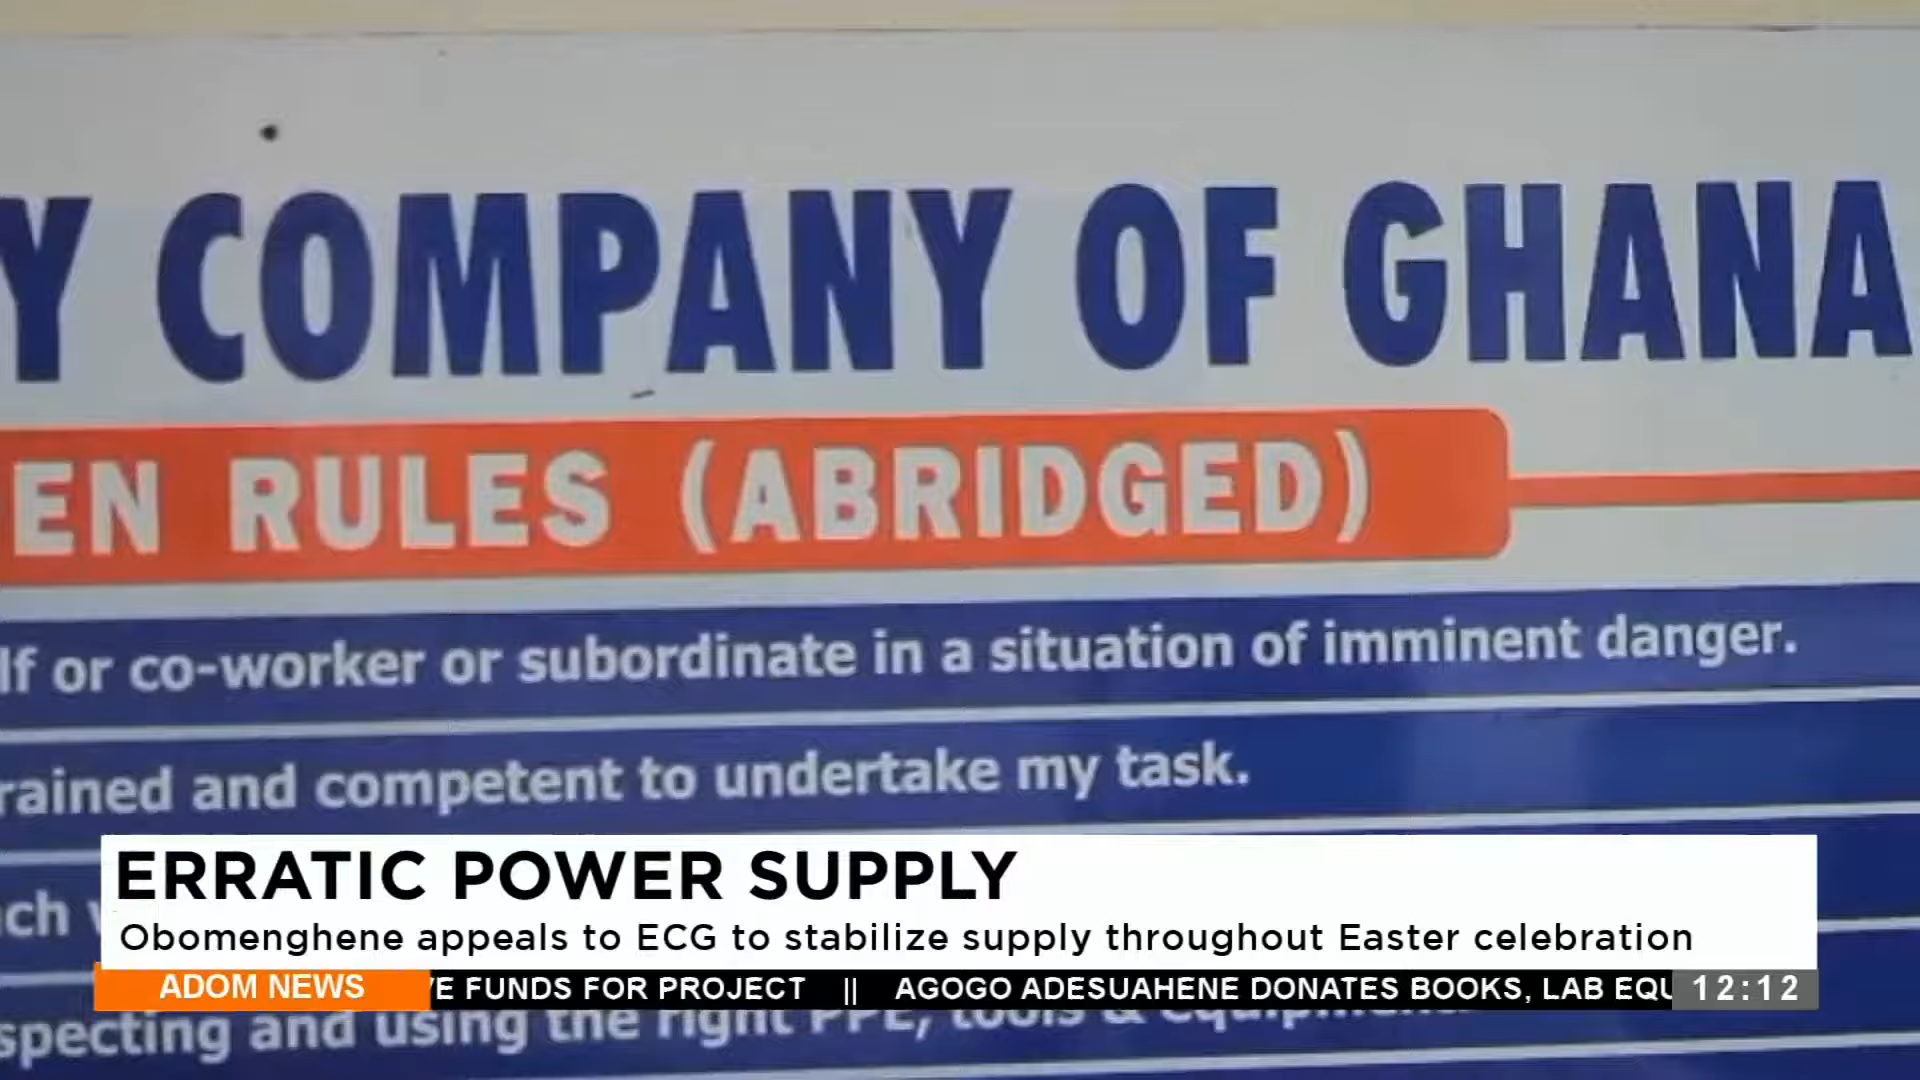 Y COMPANY OF GHANA
EN RULES (ABRIDGED)
lf or co-worker or subordinate in a situation of imminent danger.
rained and competent to undertake my task.
ch
ERRATIC POWER SUPPLY
Obomenghene appeals to ECG to stabilize supply throughout Easter celebration
ADOM NEWS VE FUNDS FOR PROJECT || AGOGO ADESUAHENE DONATES BOOKS, LAB EQU 12:12
specting and using the right PPE, tools & equipment.